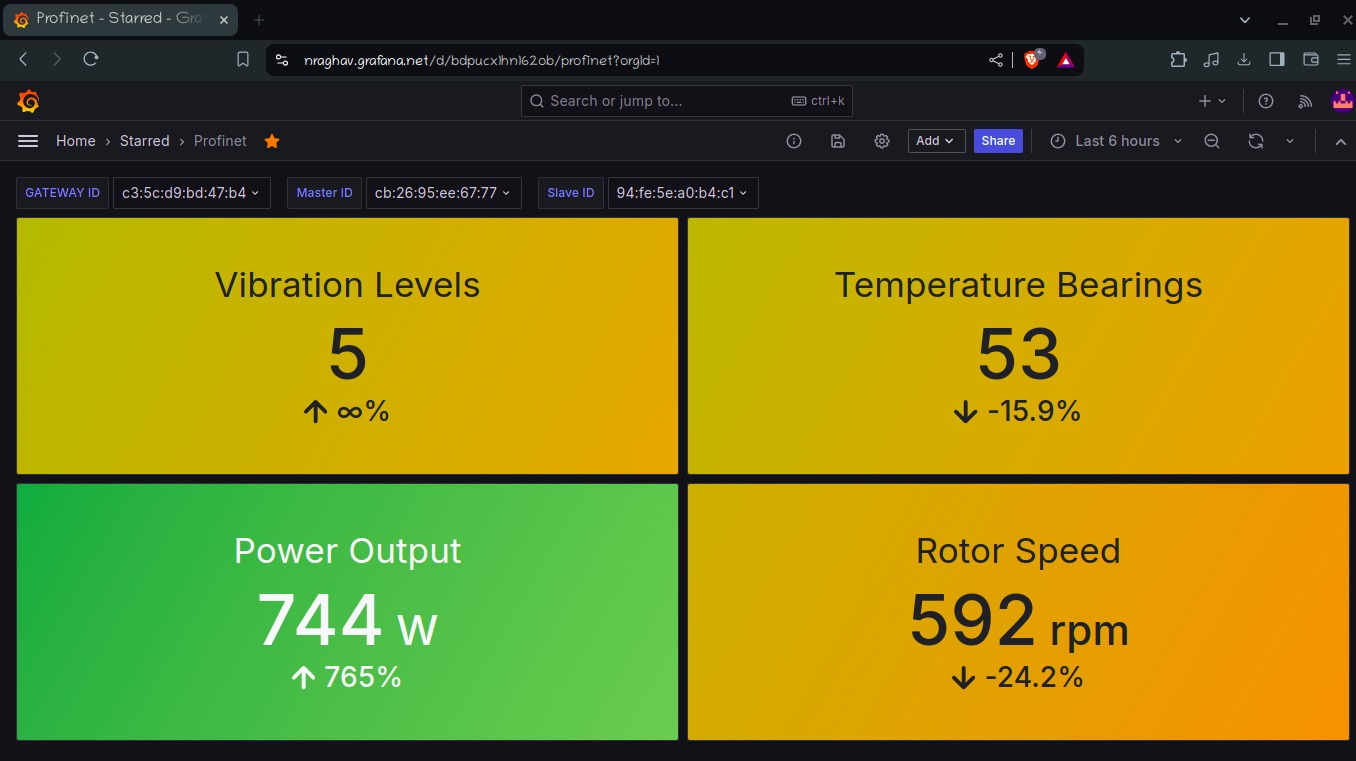 Profinet - Starred - Gra
nraghav.grafana.net/d/bdpucx1hn162ob/profinet?orgId=1
Search or jump to... ctrl+k
Home › Starred › Profinet Add Share Last 6 hours
GATEWAY ID c3:5c:d9:bd:47:b4 Master ID cb:26:95:ee:67:77 Slave ID 94:fe:5e:a0:b4:c1
Vibration Levels
5
↑ ∞%
Temperature Bearings
53
↓ -15.9%
Power Output
744 W
↑ 765%
Rotor Speed
592 rpm
↓ -24.2%